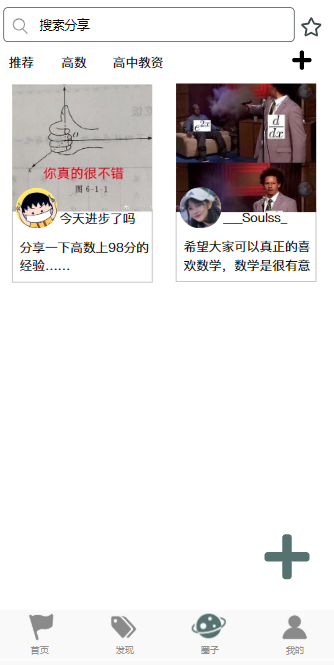 搜索分享
推荐 高数 高中教资
x
o
你真的很不错
图 6-1-1
今天进步了吗
分享一下高数上98分的
经验……
e^{2x}
d
dx
___Soulss_
希望大家可以真正的喜
欢数学，数学是很有意
首页 发现 圈子 我的